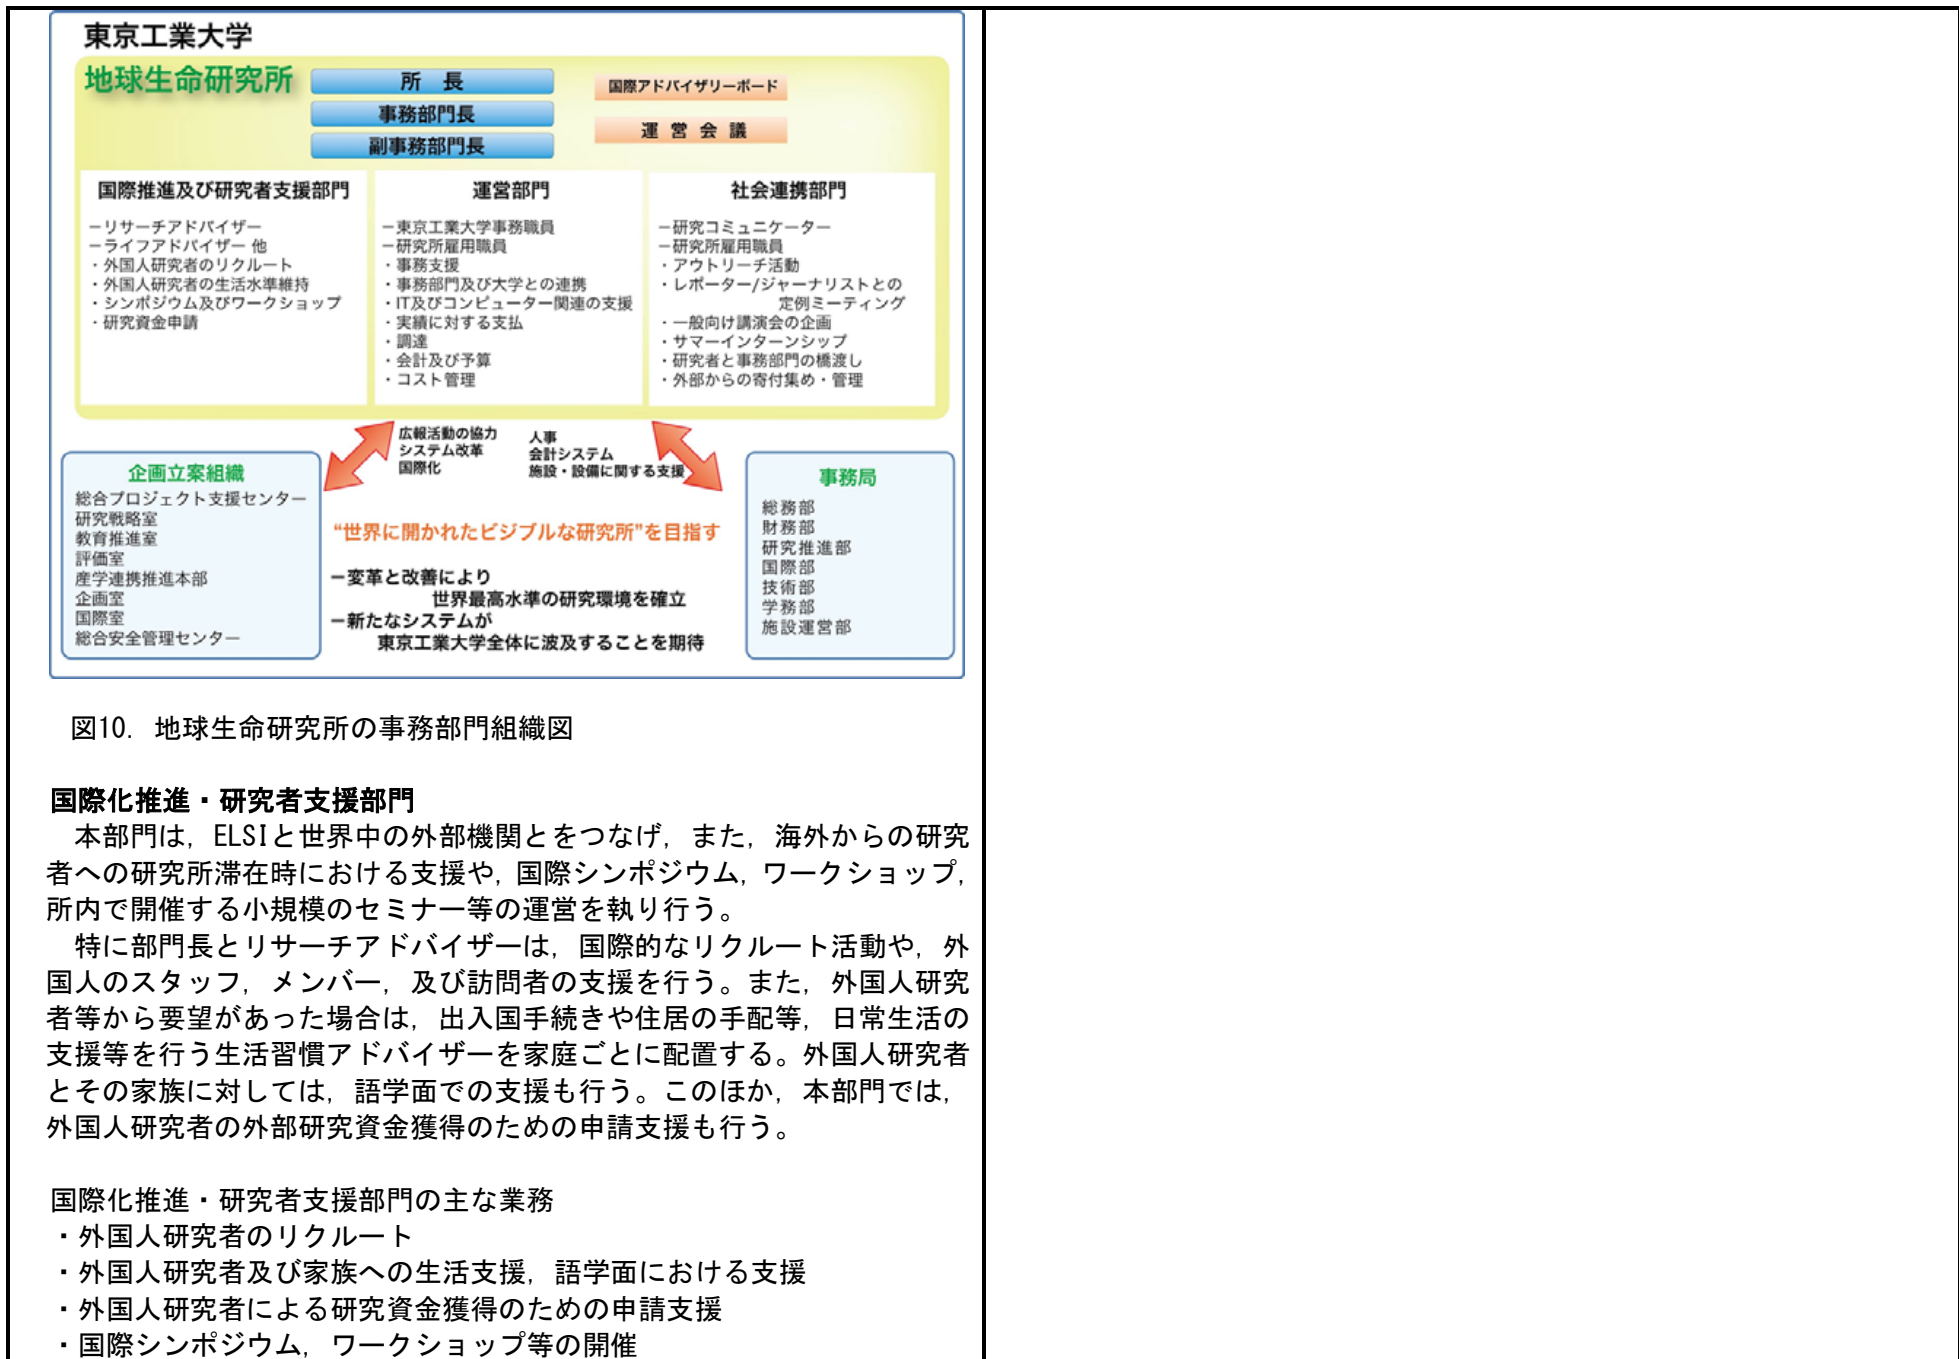 東京工業大学
地球生命研究所
所　長
事務部門長
副事務部門長
国際アドバイザリーボード
運 営 会 議
国際推進及び研究者支援部門
－リサーチアドバイザー
－ライフアドバイザー 他
・外国人研究者のリクルート
・外国人研究者の生活水準維持
・シンポジウム及びワークショップ
・研究資金申請
運営部門
－東京工業大学事務職員
－研究所雇用職員
・事務支援
・事務部門及び大学との連携
・IT及びコンピューター関連の支援
・実績に対する支払
・調達
・会計及び予算
・コスト管理
社会連携部門
－研究コミュニケーター
－研究所雇用職員
・アウトリーチ活動
・レポーター/ジャーナリストとの
定例ミーティング
・一般向け講演会の企画
・サマーインターンシップ
・研究者と事務部門の橋渡し
・外部からの寄付集め・管理
広報活動の協力
システム改革
国際化
人事
会計システム
施設・設備に関する支援
企画立案組織
総合プロジェクト支援センター
研究戦略室
教育推進室
評価室
産学連携推進本部
企画室
国際室
総合安全管理センター
“世界に開かれたビジブルな研究所”を目指す
－変革と改善により
世界最高水準の研究環境を確立
－新たなシステムが
東京工業大学全体に波及することを期待
事務局
総務部
財務部
研究推進部
国際部
技術部
学務部
施設運営部
図10. 地球生命研究所の事務部門組織図
国際化推進・研究者支援部門
本部門は，ELSIと世界中の外部機関とをつなげ，また，海外からの研究
者への研究所滞在時における支援や，国際シンポジウム，ワークショップ，
所内で開催する小規模のセミナー等の運営を執り行う。
特に部門長とリサーチアドバイザーは，国際的なリクルート活動や，外
国人のスタッフ，メンバー，及び訪問者の支援を行う。また，外国人研究
者等から要望があった場合は，出入国手続きや住居の手配等，日常生活の
支援等を行う生活習慣アドバイザーを家庭ごとに配置する。外国人研究者
とその家族に対しては，語学面での支援も行う。このほか，本部門では，
外国人研究者の外部研究資金獲得のための申請支援も行う。
国際化推進・研究者支援部門の主な業務
・外国人研究者のリクルート
・外国人研究者及び家族への生活支援，語学面における支援
・外国人研究者による研究資金獲得のための申請支援
・国際シンポジウム，ワークショップ等の開催